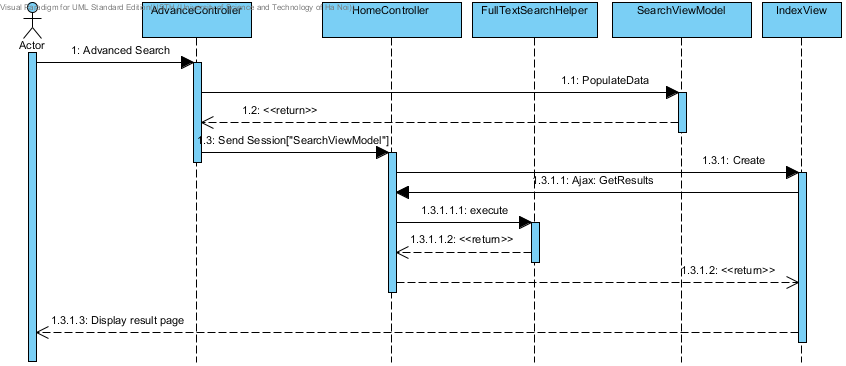 Visual Paradigm for UML Standard Edition
and Technology of Ha Noi
AdvanceController
HomeController
FullTextSearchHelper
SearchViewModel
IndexView
Actor
1: Advanced Search
1.1: PopulateData
1.2: <<return>>
1.3: Send Session["SearchViewModel"]
1.3.1: Create
1.3.1.1: Ajax: GetResults
1.3.1.1.1: execute
1.3.1.1.2: <<return>>
1.3.1.2: <<return>>
1.3.1.3: Display result page